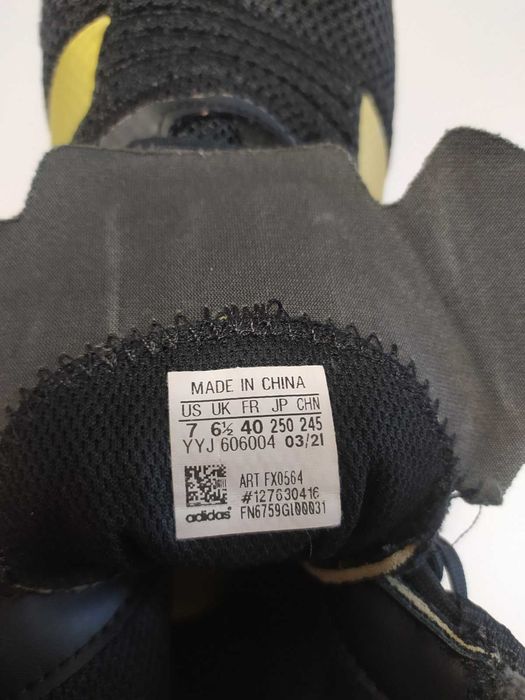 MADE IN CHINA
US UK FR JP CHN
7 6½ 40 250 245
YYJ 606004 03/21
ART FX0564
#127630416
adidas® FN6759GI00031